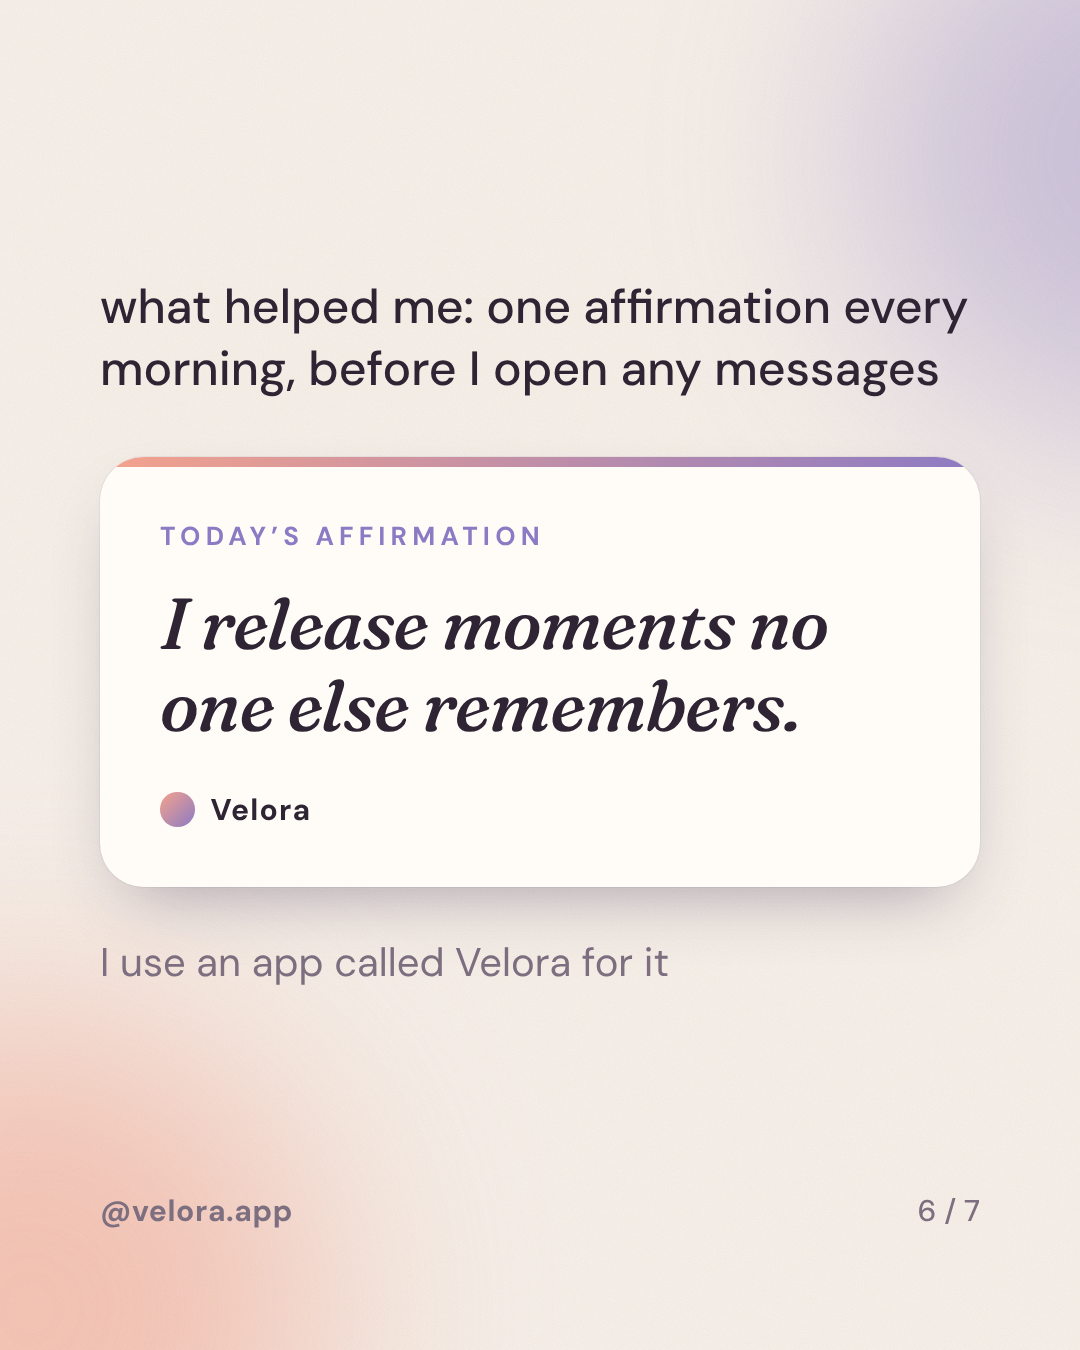 what helped me: one affirmation every
morning, before I open any messages
TODAY’S AFFIRMATION
I release moments no
one else remembers.
Velora
I use an app called Velora for it
@velora.app
6 / 7